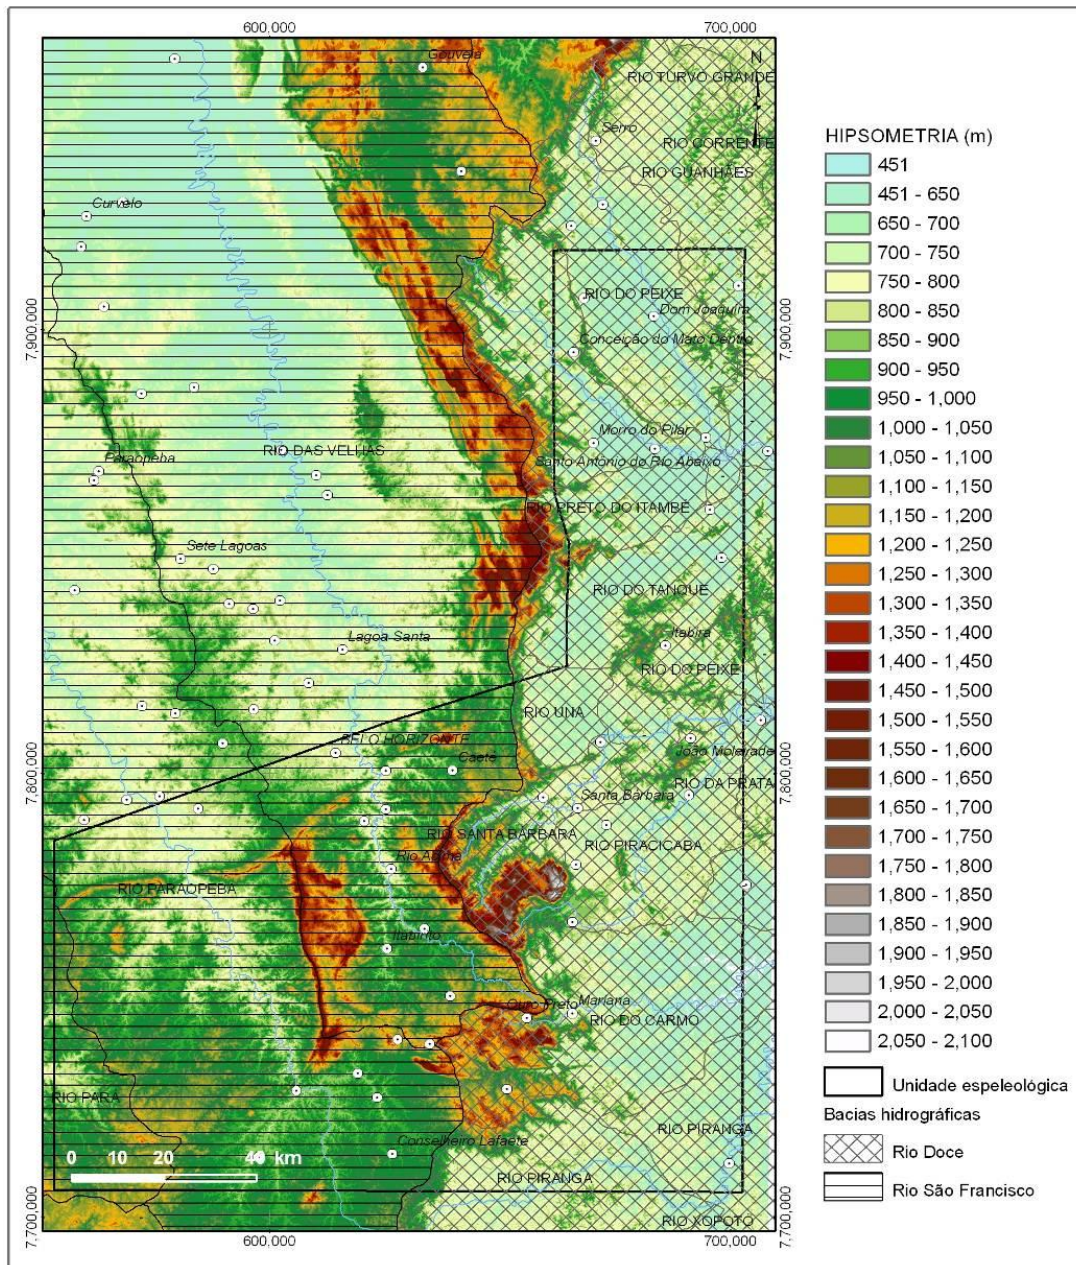 600,000
700,000
Gouveia
N
RIO TURVO GRANDE
Serro
RIO CORRENTE
RIO GUANHÃES
Curvelo
RIO DO PEIXE
Dom Joaquim
7,900,000
7,900,000
Conceição do Mato Dentro
Morro do Pilar
RIO DAS VELHAS
Paraopeba
Santo Antônio do Rio Abaixo
RIO PRETO DO ITAMBÉ
Sete Lagoas
RIO DO TANQUE
Itabira
Lagoa Santa
RIO DO PEIXE
RIO UNA
BELO HORIZONTE
João Molevade
Caeté
7,800,000
7,800,000
RIO DA PRATA
Santa Bárbara
RIO SANTA BÁRBARA
RIO PIRACICABA
Rio Acima
RIO PARAOPEBA
Itabirito
Ouro Preto
Mariana
RIO DO CARMO
RIO PARÁ
RIO PIRANGA
Conselheiro Lafaete
0 10 20 40 km
RIO PIRANGA
RIO XOPOTÓ
7,700,000
7,700,000
600,000
700,000
HIPSOMETRIA (m)
451
451 - 650
650 - 700
700 - 750
750 - 800
800 - 850
850 - 900
900 - 950
950 - 1,000
1,000 - 1,050
1,050 - 1,100
1,100 - 1,150
1,150 - 1,200
1,200 - 1,250
1,250 - 1,300
1,300 - 1,350
1,350 - 1,400
1,400 - 1,450
1,450 - 1,500
1,500 - 1,550
1,550 - 1,600
1,600 - 1,650
1,650 - 1,700
1,700 - 1,750
1,750 - 1,800
1,800 - 1,850
1,850 - 1,900
1,900 - 1,950
1,950 - 2,000
2,000 - 2,050
2,050 - 2,100
Unidade espeleológica
Bacias hidrográficas
Rio Doce
Rio São Francisco